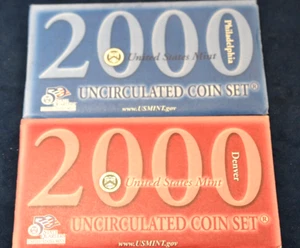 2000
Philadelphia
United States Mint
UNCIRCULATED COIN SET®
www.USMINT.gov
2000
Denver
United States Mint
UNCIRCULATED COIN SET®
www.USMINT.gov